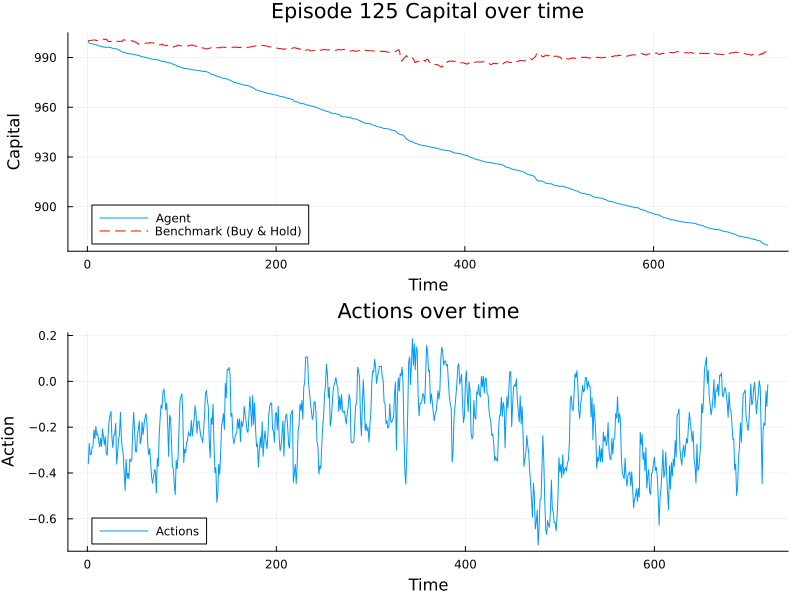 Episode 125 Capital over time
990
960
930
900
Capital
Agent
Benchmark (Buy & Hold)
0
200
400
600
Time
Actions over time
0.2
0.0
−0.2
−0.4
−0.6
Action
Actions
0
200
400
600
Time